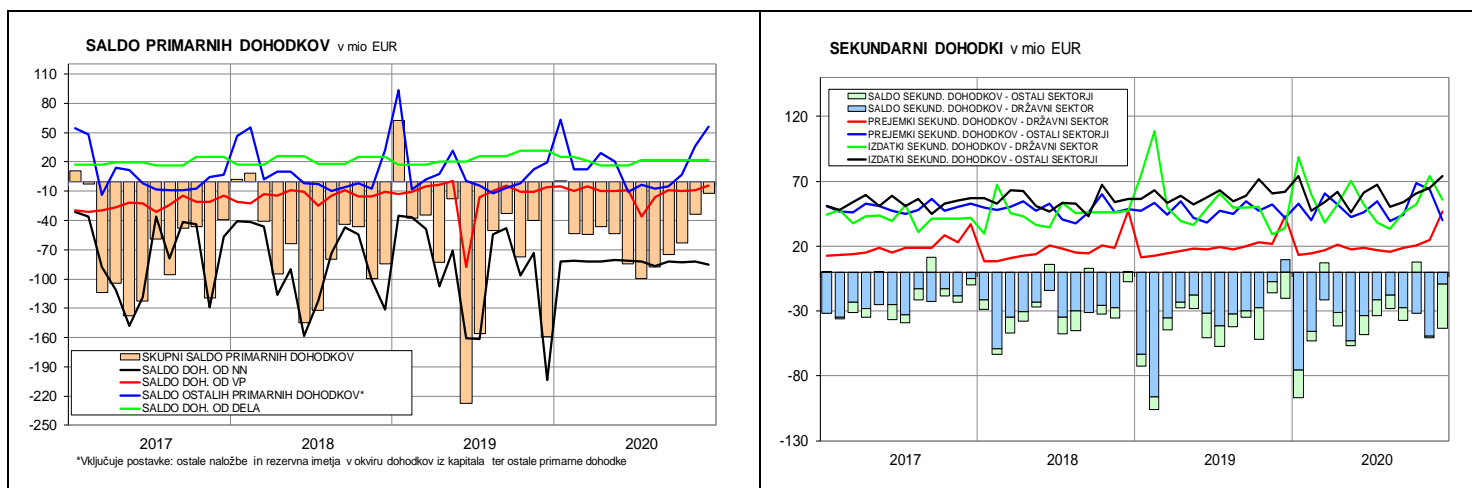 SALDO PRIMARNIH DOHODKOV v mio EUR
110
80
50
20
-10
-40
-70
-100
-130
-160
-190
-220
-250
SKUPNI SALDO PRIMARNIH DOHODKOV
SALDO DOH. OD NN
SALDO DOH. OD VP
SALDO OSTALIH PRIMARNIH DOHODKOV*
SALDO DOH. OD DELA
2017 2018 2019 2020
*Vključuje postavke: ostale naložbe in rezervna imetja v okviru dohodkov iz kapitala ter ostale primarne dohodke
SEKUNDARNI DOHODKI v mio EUR
SALDO SEKUND. DOHODKOV - OSTALI SEKTORJI
SALDO SEKUND. DOHODKOV - DRŽAVNI SEKTOR
PREJEMKI SEKUND. DOHODKOV - DRŽAVNI SEKTOR
PREJEMKI SEKUND. DOHODKOV - OSTALI SEKTORJI
IZDATKI SEKUND. DOHODKOV - DRŽAVNI SEKTOR
IZDATKI SEKUND. DOHODKOV - OSTALI SEKTORJI
120
70
20
-30
-80
-130
2017 2018 2019 2020